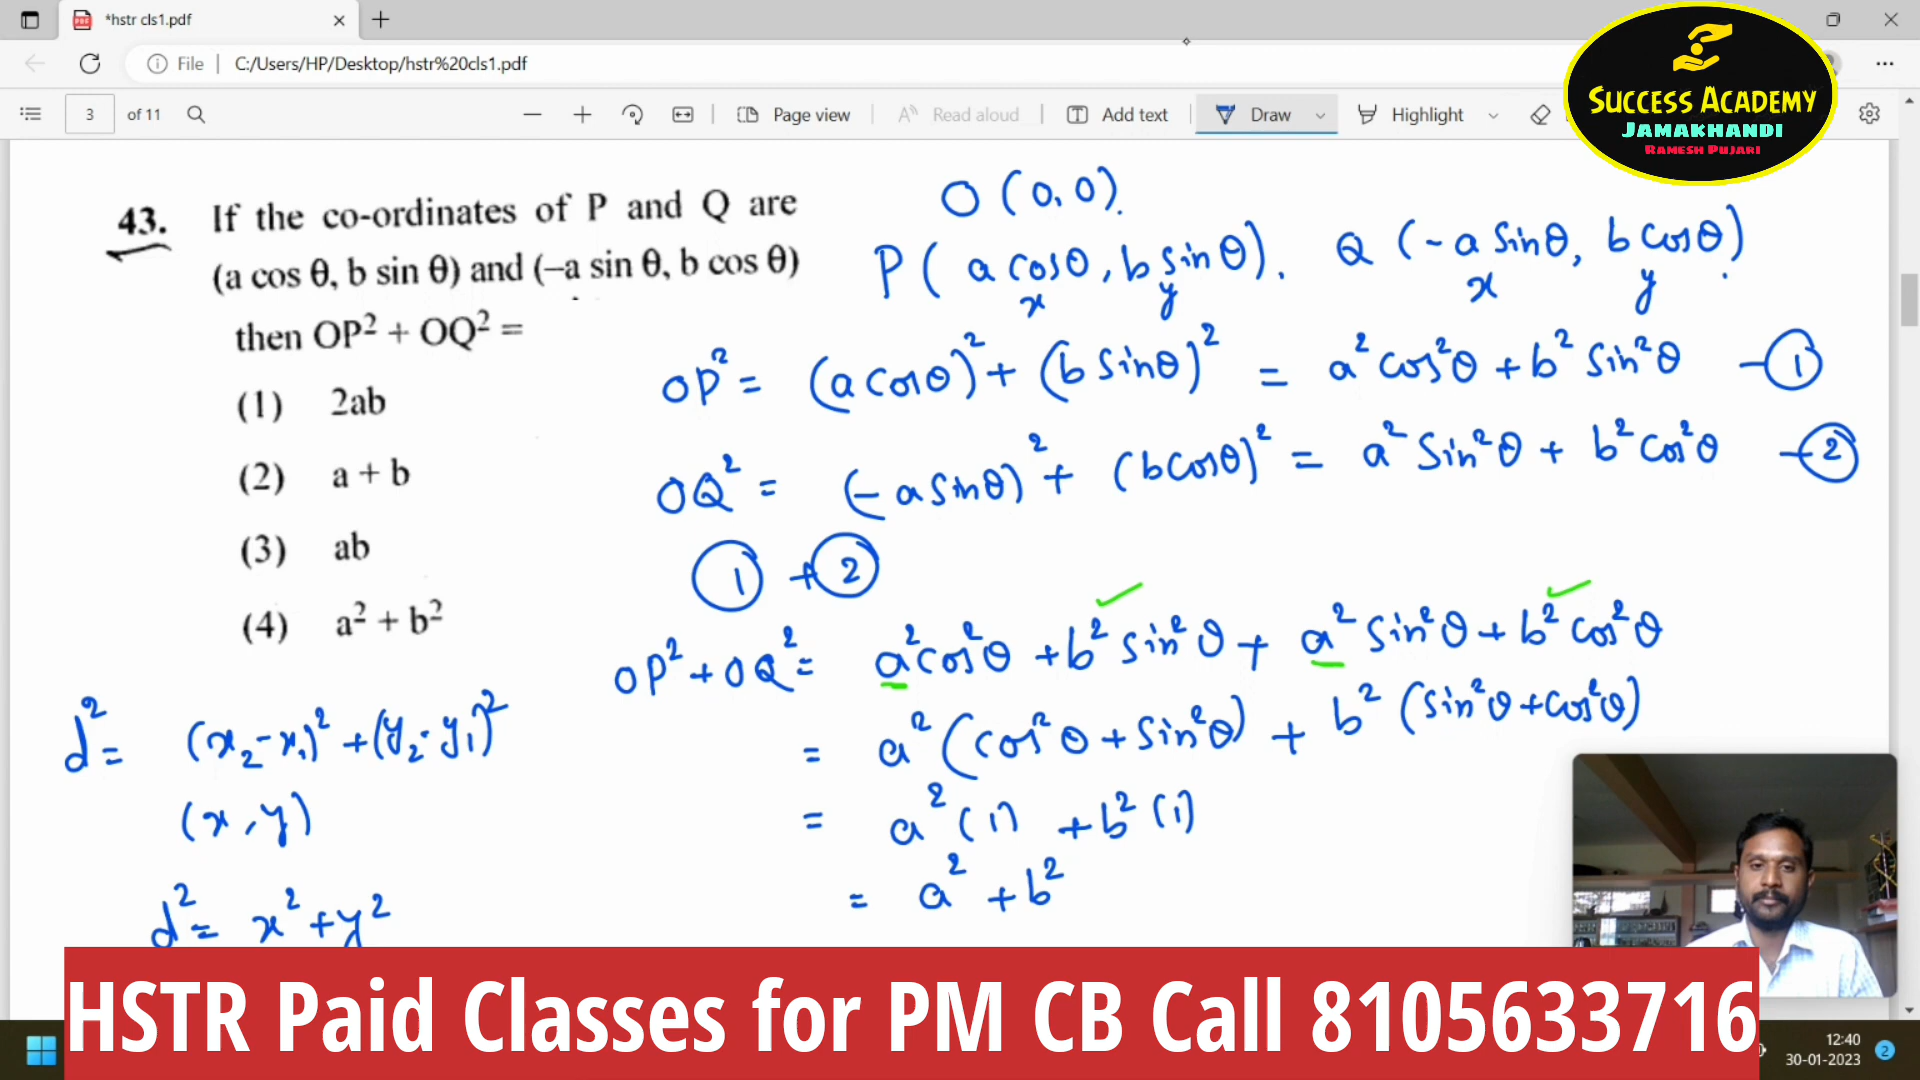 *hstr cls1.pdf
File C:/Users/HP/Desktop/hstr%20cls1.pdf
3 of 11 Page view Read aloud Add text Draw Highlight
SUCCESS ACADEMY
JAMAKHANDI
RAMESH PUJARI
43. If the co-ordinates of P and Q are
(a cos θ, b sin θ) and (–a sin θ, b cos θ)
then OP² + OQ² =
(1) 2ab
(2) a + b
(3) ab
(4) a² + b²
d² = (x₂-x₁)² + (y₂-y₁)²
(x, y)
d² = x² + y²
O (0,0).
P( a cosθ, b sinθ). Q (-a sinθ, b cosθ).
x y x y
OP² = (a cosθ)² + (b sinθ)² = a² cos²θ + b² sin²θ —①
OQ² = (-a sinθ)² + (b cosθ)² = a² sin²θ + b² cos²θ —②
① + ②
OP² + OQ² = a² cos²θ + b² sin²θ + a² sin²θ + b² cos²θ
= a² (cos²θ + sin²θ) + b² (sin²θ + cos²θ)
= a² (1) + b² (1)
= a² + b²
HSTR Paid Classes for PM CB Call 8105633716
12:40
30-01-2023
2